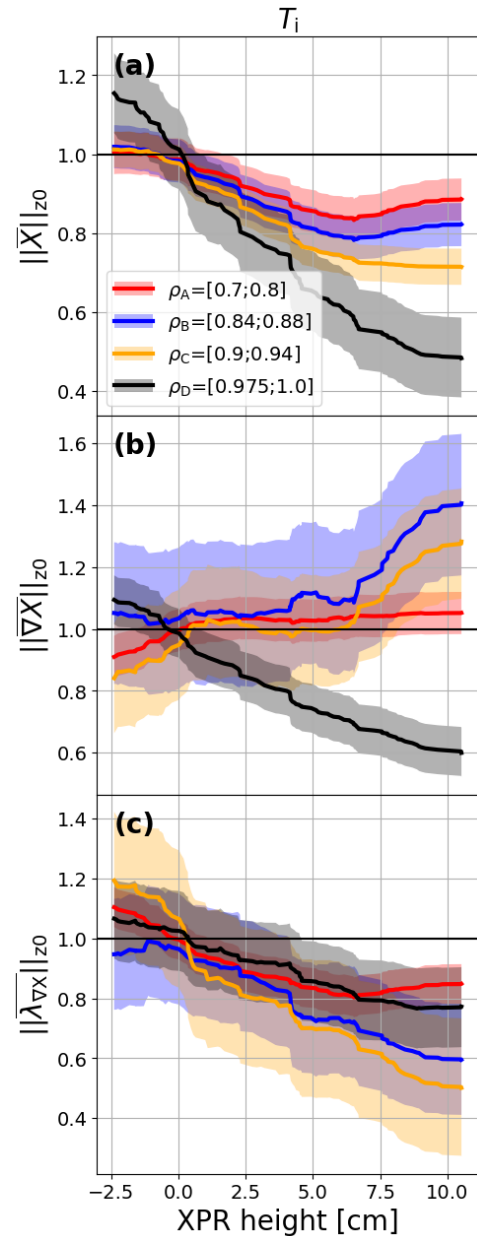 T_i
(a)
||X̅||_z0
1.2
1.0
0.8
0.6
0.4
ρ_A=[0.7;0.8]
ρ_B=[0.84;0.88]
ρ_C=[0.9;0.94]
ρ_D=[0.975;1.0]
(b)
||∇X̅||_z0
1.6
1.4
1.2
1.0
0.8
0.6
(c)
||λ̅_∇X||_z0
1.4
1.2
1.0
0.8
0.6
0.4
−2.5 0.0 2.5 5.0 7.5 10.0
XPR height [cm]